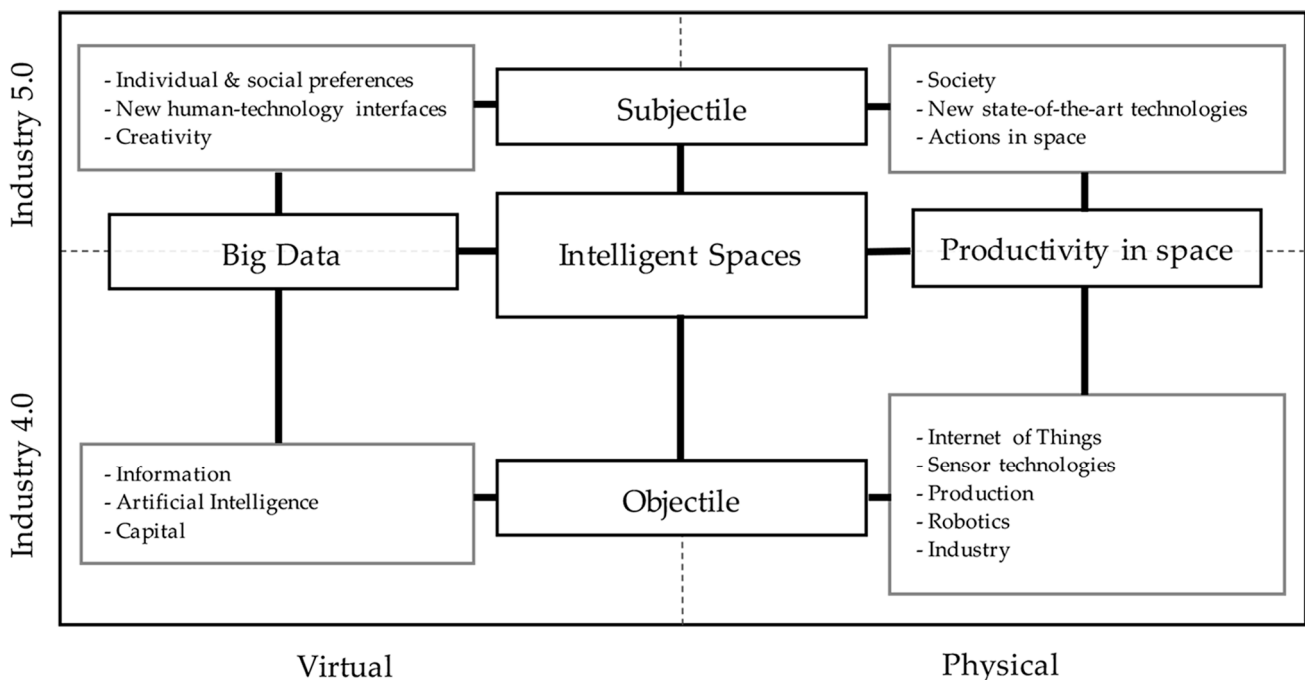 Industry 5.0
- Individual & social preferences
- New human-technology interfaces
- Creativity
Subjectile
- Society
- New state-of-the-art technologies
- Actions in space
Big Data
Intelligent Spaces
Productivity in space
Industry 4.0
- Information
- Artificial Intelligence
- Capital
Objectile
- Internet of Things
- Sensor technologies
- Production
- Robotics
- Industry
Virtual
Physical